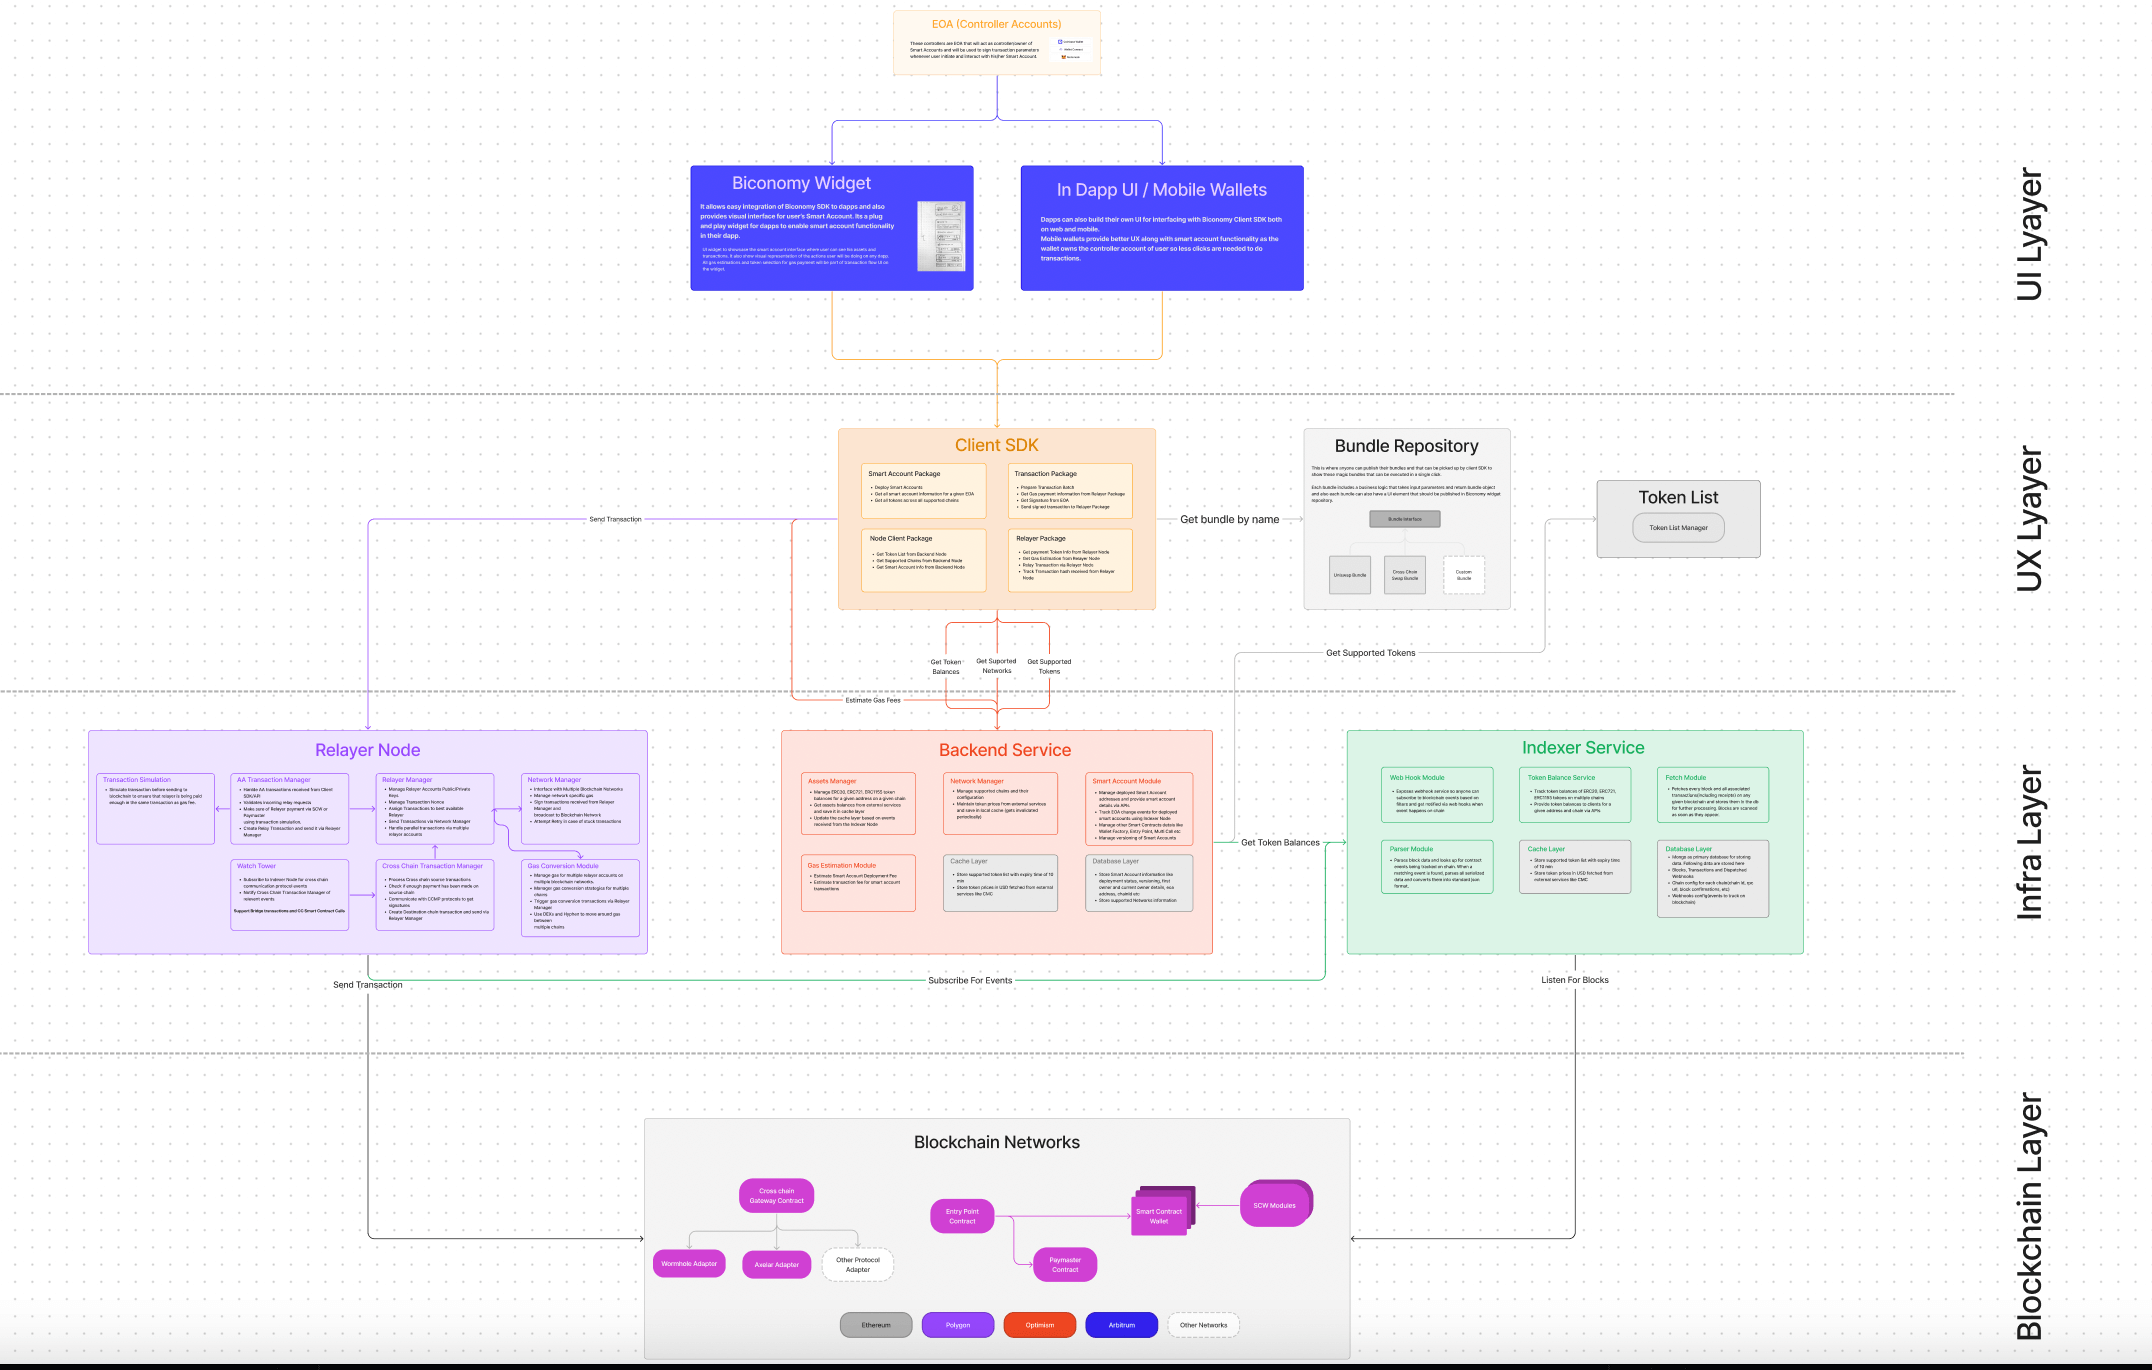 EOA (Controller Accounts)
These controllers are EOA that will act as controller/owner of
Smart Accounts and will be used to sign transaction parameters
whenever user initiate and interact with his/her Smart Account.
Biconomy Widget
It allows easy integration of Biconomy SDK to dapps and also
provides visual interface for user's Smart Account. Its a plug
and play widget for dapps to enable smart account functionality
in their dapp.
UI widget to showcase the smart account interface where user can see his assets and
transactions. It also show visual representation of the actions user will be doing on any dapp.
All gas estimations and token selection for gas payment will be part of transaction flow UI on
the widget.
In Dapp UI / Mobile Wallets
Dapps can also build their own UI for interfacing with Biconomy Client SDK both
on web and mobile.
Mobile wallets provide better UX along with smart account functionality as the
wallet owns the controller account of user so less clicks are needed to do
transactions.
UI Lyayer
Client SDK
Smart Account Package
Deploy Smart Accounts
Get all smart account information for a given EOA
Get all tokens across all supported chains
Transaction Package
Prepare Transaction Batch
Get Gas payment information from Relayer Package
Get Signature from EOA
Send signed transaction to Relayer Package
Node Client Package
Get Token List from Backend Node
Get Supported Chains from Backend Node
Get Smart Account Info from Backend Node
Relayer Package
Get payment Token Info from Relayer Node
Get Gas Estimation from Relayer Node
Relay Transaction via Relayer Node
Track Transaction hash received from Relayer
Node
Send Transaction
Get bundle by name
Bundle Repository
This is where anyone can publish their bundles and that can be picked up by client SDK to
show these magic bundles that can be executed in a single click.
Each bundle includes a business logic that takes input parameters and return bundle object
and also each bundle can also have a UI element that should be published in Biconomy widget
repository.
Bundle Interface
Uniswap Bundle
Cross Chain
Swap Bundle
Custom
Bundle
Token List
Token List Manager
UX Lyayer
Get Token
Balances
Get Suported
Networks
Get Supported
Tokens
Get Supported Tokens
Estimate Gas Fees
Relayer Node
Transaction Simulation
Simulate transaction before sending to
blockchain to ensure that relayer is being paid
enough in the same transaction as gas fee.
AA Transaction Manager
Handle AA transactions received from Client
SDK/API
Validates incoming relay requests
Make sure of Relayer payment via SCW or
Paymaster
using transaction simulation.
Create Relay Transaction and send it via Relayer
Manager
Relayer Manager
Manage Relayer Accounts Public/Private
Keys
Manage Transaction Nonce
Assign Transactions to best available
Relayer
Send Transactions via Network Manager
Handle parallel transactions via multiple
relayer accounts
Network Manager
Interface with Multiple Blockchain Networks
Manage network specific gas
Sign transactions received from Relayer
Manager and
broadcast to Blockchain Network
Attempt Retry in case of stuck transactions
Watch Tower
Subscribe to Indexer Node for cross chain
communication protocol events
Notify Cross Chain Transaction Manager of
relevant events
Support Bridge transactions and CC Smart Contract Calls
Cross Chain Transaction Manager
Process Cross chain source transactions
Check if enough payment has been made on
source chain
Communicate with CCMP protocols to get
signatures
Create Destination chain transaction and send via
Relayer Manager
Gas Conversion Module
Manage gas for multiple relayer accounts on
multiple blockchain networks.
Manager gas conversion strategies for multiple
chains
Trigger gas conversion transactions via Relayer
Manager
Use DEXs and Hyphen to move around gas
between
multiple chains
Backend Service
Assets Manager
Manage ERC20, ERC721, ERC1155 token
balances for a given address on a given chain
Get assets balances from external services
and save it in cache layer
Update the cache layer based on events
received from the Indexer Node
Network Manager
Manage supported chains and their
configuration
Maintain token prices from external services
and save in local cache (gets invalidated
periodically)
Smart Account Module
Manage deployed Smart Account
addresses and provide smart account
details via APIs
Track EOA change events for deployed
smart accounts using Indexer Node
Manage other Smart Contracts details like
Wallet Factory, Entry Point, Multi Call etc
Manage versioning of Smart Accounts
Gas Estimation Module
Estimate Smart Account Deployment Fee
Estimate transaction fee for smart account
transactions
Cache Layer
Store supported token list with expiry time of 10
min
Store token prices in USD fetched from external
services like CMC
Database Layer
Store Smart Account Information like
deployment status, versioning, first
owner and current owner details, eoa
address, chainId etc
Store supported Networks information
Get Token Balances
Indexer Service
Web Hook Module
Exposes webhook service so anyone can
subscribe to blockchain events based on
filters and get notified via web hooks when
event happens on chain
Token Balance Service
Track token balances of ERC20, ERC721,
ERC1155 tokens on multiple chains
Provide token balances to clients for a
given address and chain via APIs
Fetch Module
Fetches every block and all associated
transactions(including receipts) on any
given blockchain and stores them in the db
for further processing. Blocks are scanned
as soon as they appear.
Parser Module
Parses block data and looks up for contract
events being tracked on chain. When a
matching event is found, parses all serialized
data and converts them into standard json
format.
Cache Layer
Store supported token list with expiry time
of 10 min
Store token prices in USD fetched from
external services like CMC
Database Layer
Mongo as primary database for storing
data. Following data are stored here
Blocks, Transactions and Dispatched
Webhooks
Chain config for each chain(chain id, rpc
url, block confirmations, etc)
Webhooks config(events to track on
blockchain)
Infra Layer
Send Transaction
Subscribe For Events
Listen For Blocks
Blockchain Networks
Cross chain
Gateway Contract
Wormhole Adapter
Axelar Adapter
Other Protocol
Adapter
Entry Point
Contract
Smart Contract
Wallet
SCW Modules
Paymaster
Contract
Ethereum
Polygon
Optimism
Arbitrum
Other Networks
Blockchain Layer